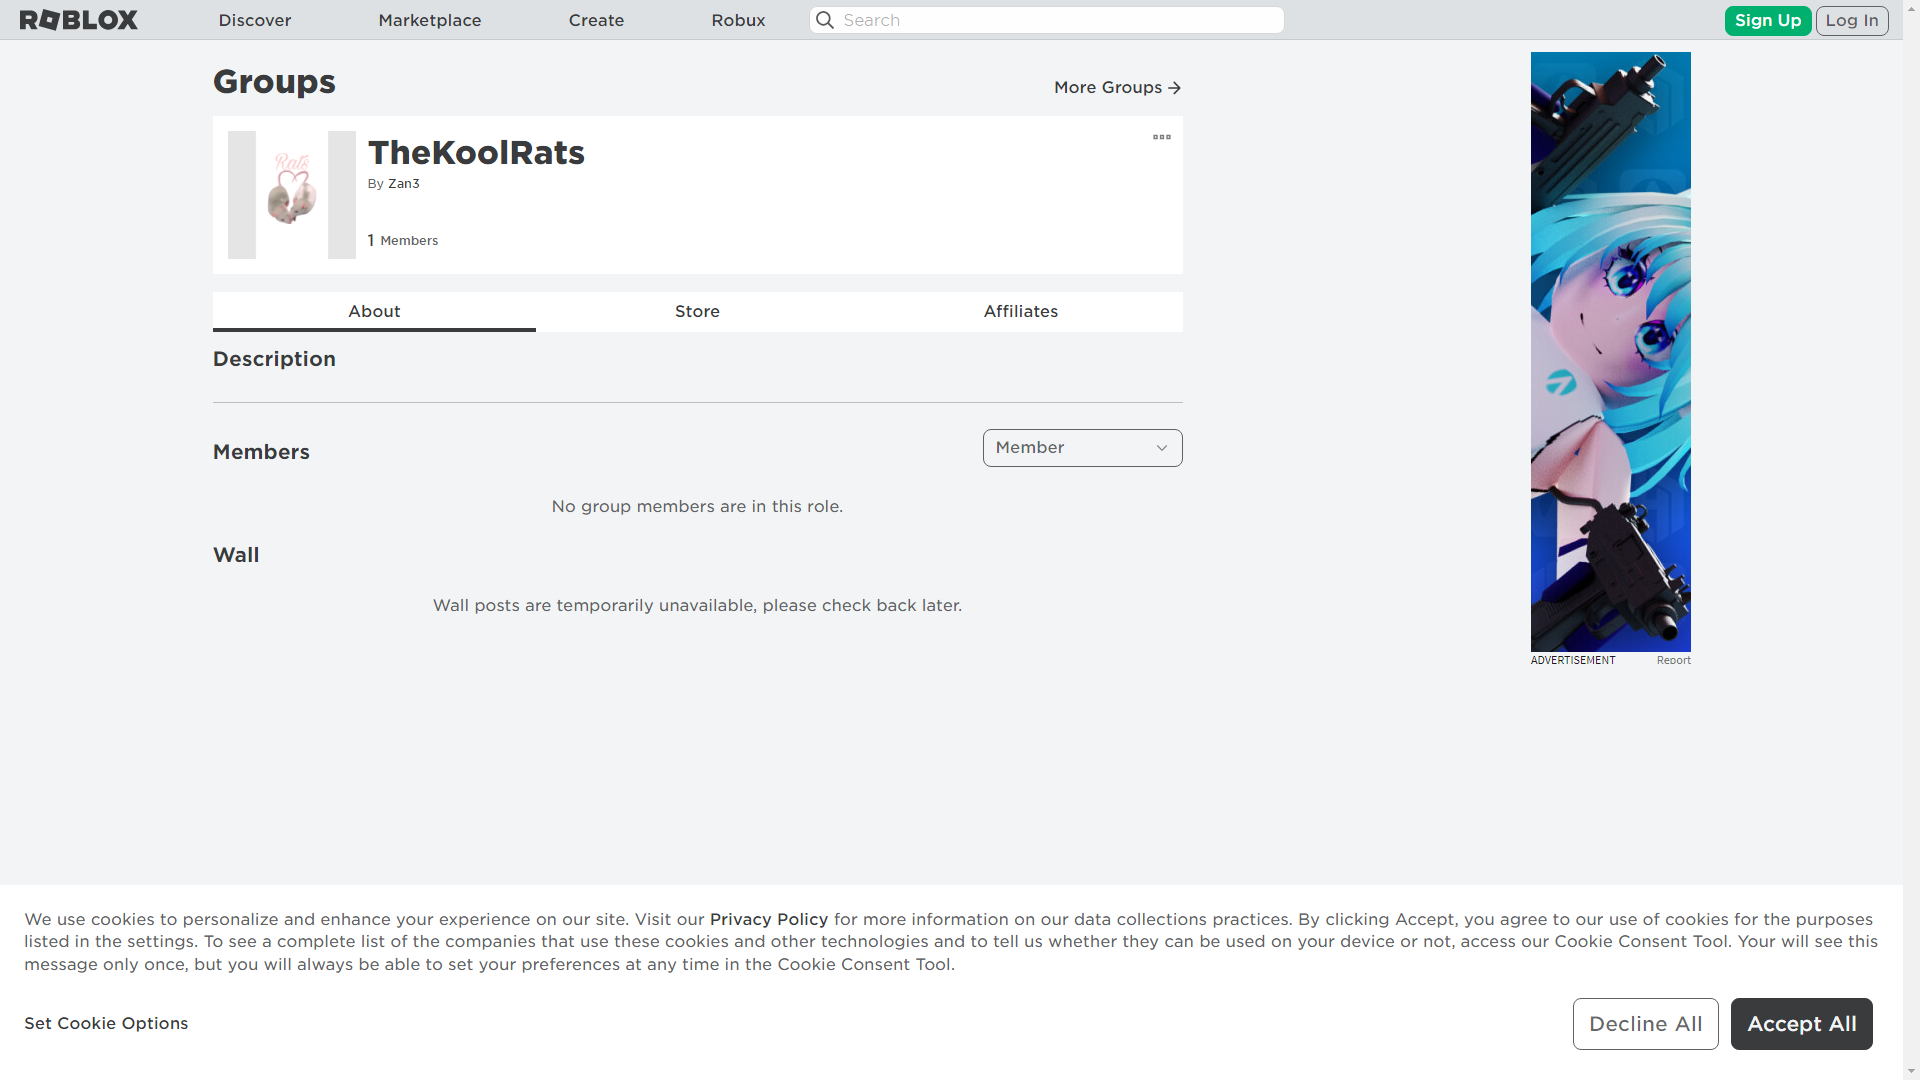 ROBLOX Discover Marketplace Create Robux Search Sign Up Log In
Groups
More Groups
Rats
TheKoolRats
By Zan3
1 Members
About Store Affiliates
Description
Members
Member
No group members are in this role.
Wall
Wall posts are temporarily unavailable, please check back later.
ADVERTISEMENT Report
We use cookies to personalize and enhance your experience on our site. Visit our Privacy Policy for more information on our data collections practices. By clicking Accept, you agree to our use of cookies for the purposes
listed in the settings. To see a complete list of the companies that use these cookies and other technologies and to tell us whether they can be used on your device or not, access our Cookie Consent Tool. Your will see this
message only once, but you will always be able to set your preferences at any time in the Cookie Consent Tool.
Set Cookie Options
Decline All
Accept All